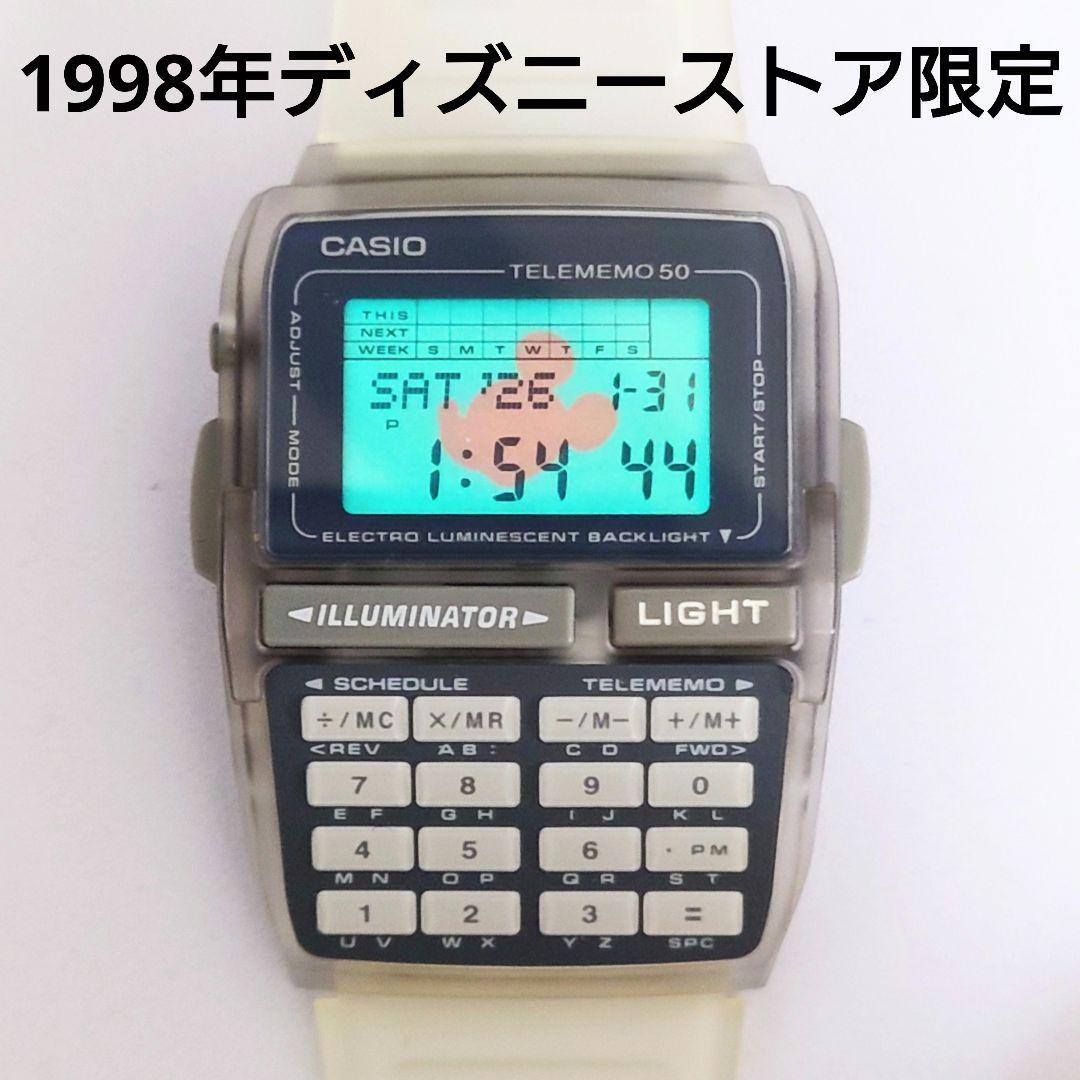 1998年ディズニーストア限定
CASIO
TELEMEMO 50
ADJUST — MODE
THIS
NEXT
WEEK S M T W T F S
SAT '26 1-31
P
1:54 44
START/STOP
ELECTRO LUMINESCENT BACKLIGHT ▼
◄ILLUMINATOR►
LIGHT
◄ SCHEDULE TELEMEMO ►
÷/MC ×/MR −/M− +/M+
<REV A B : C D FWD>
7 8 9 0
E F G H I J K L
4 5 6 · PM
M N O P Q R S T
1 2 3 =
U V W X Y Z SPC